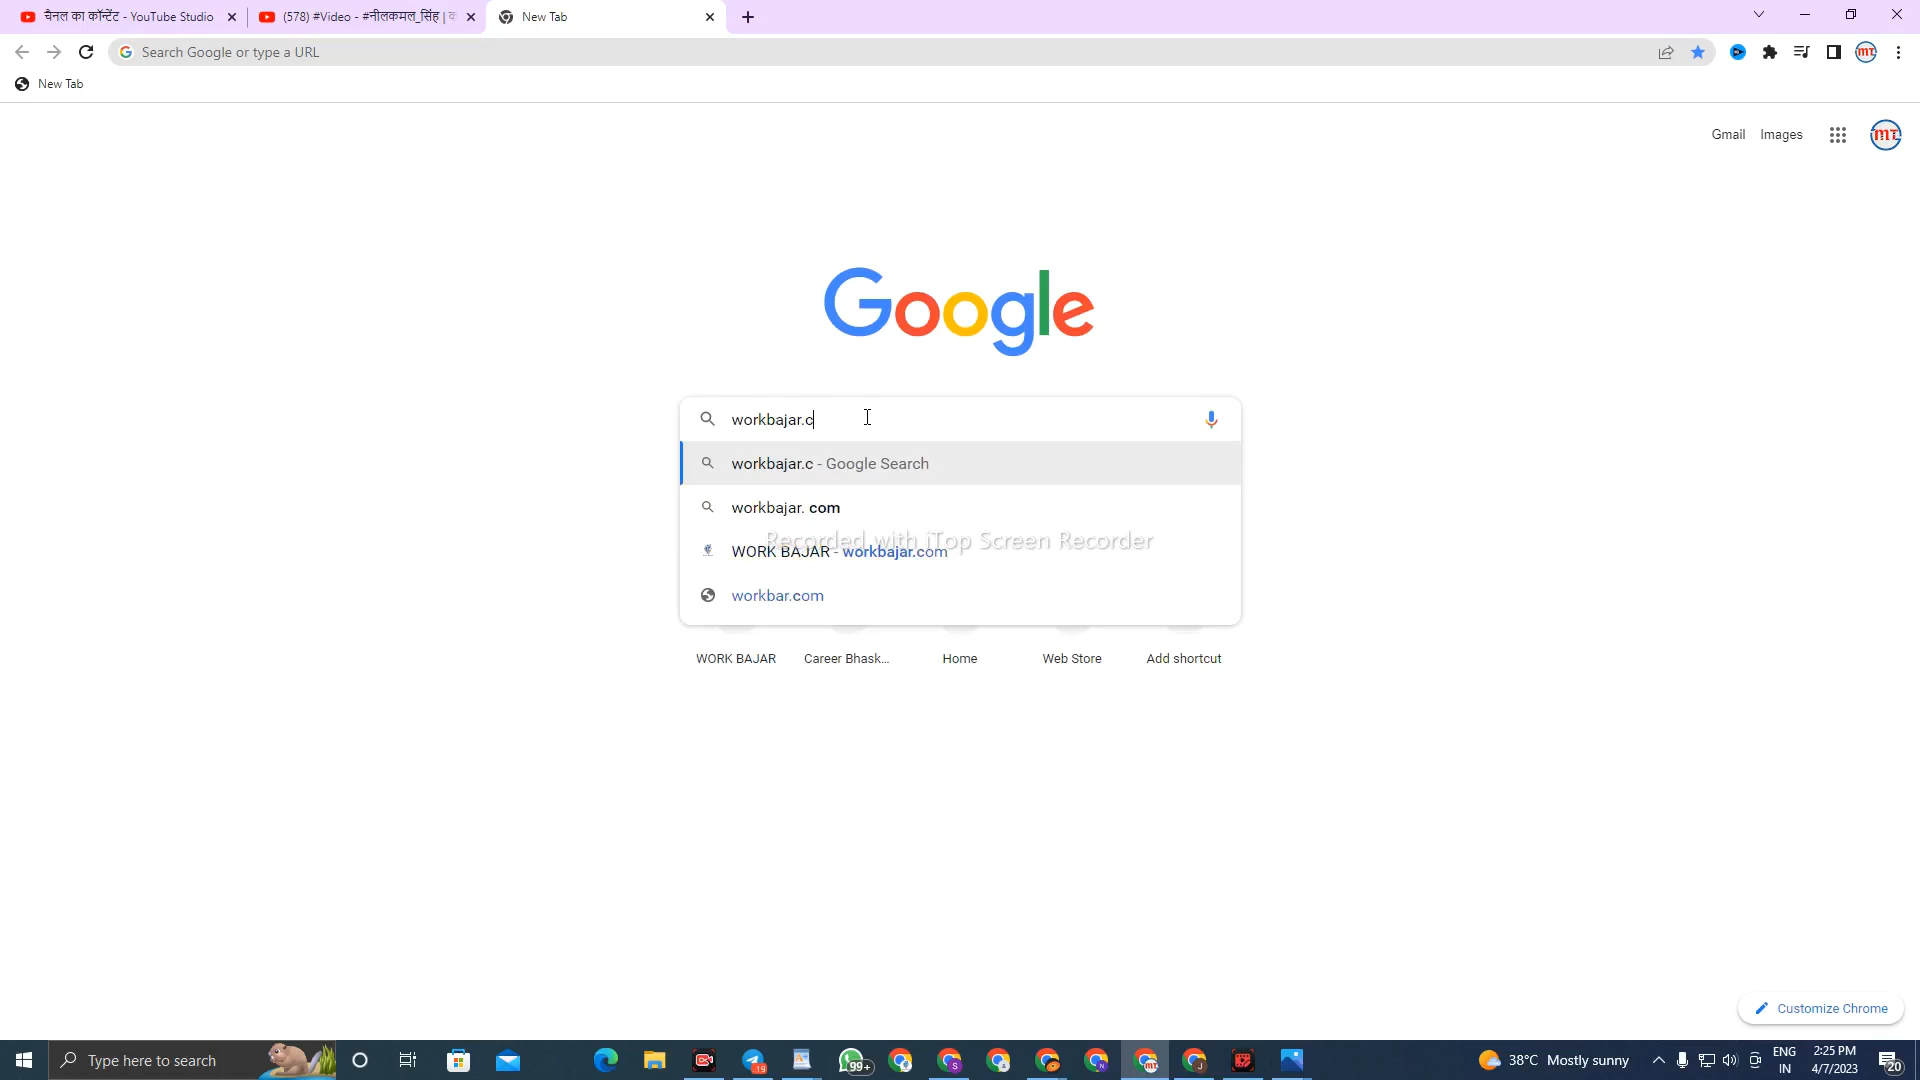 चैनल का कॉन्टेंट - YouTube Studio
(578) #Video - #नीलकमल_सिंह |
New Tab
Search Google or type a URL
New Tab
Gmail
Images
Google
workbajar.c
workbajar.c - Google Search
workbajar. com
WORK BAJAR - workbajar.com
Recorded with iTop Screen Recorder
workbar.com
WORK BAJAR
Career Bhask...
Home
Web Store
Add shortcut
Customize Chrome
Type here to search
19
99+
38°C Mostly sunny
ENG
IN
2:25 PM
4/7/2023
20